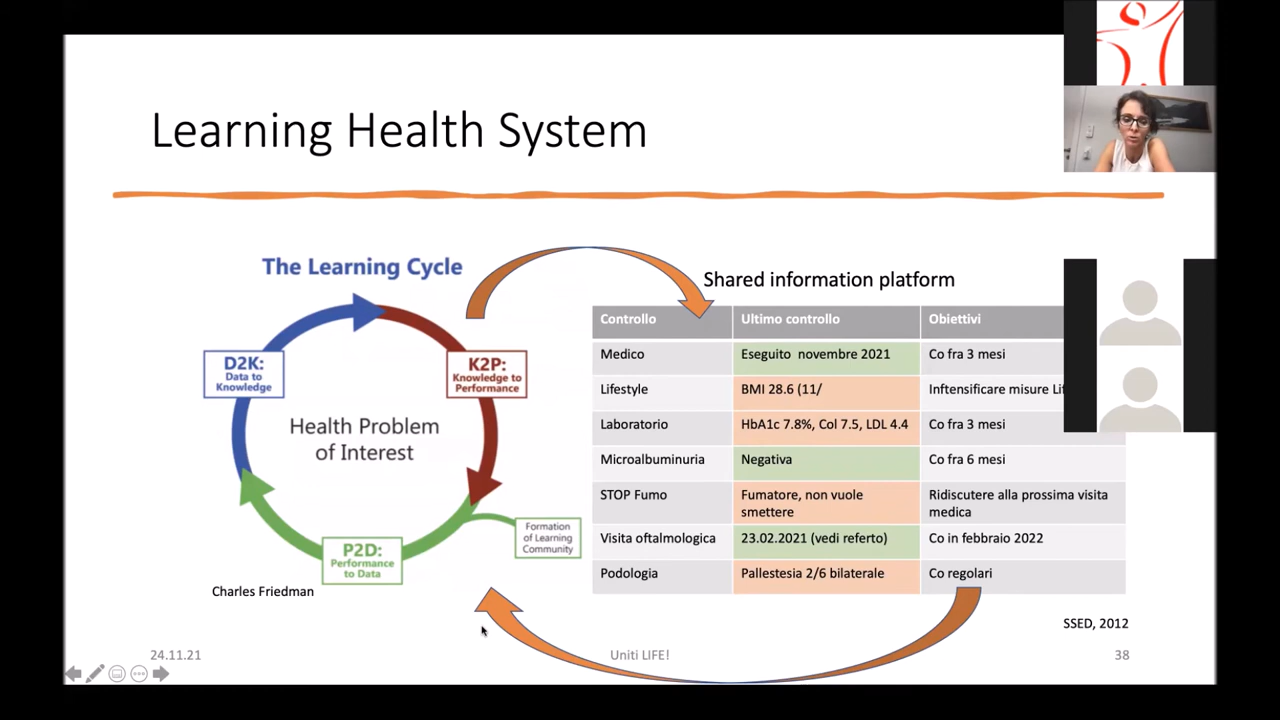 Learning Health System
The Learning Cycle
D2K:
Data to
Knowledge
K2P:
Knowledge to
Performance
Health Problem
of Interest
P2D:
Performance
to Data
Formation
of Learning
Community
Charles Friedman
Shared information platform
Controllo Ultimo controllo Obiettivi
Medico Eseguito novembre 2021 Co fra 3 mesi
Lifestyle BMI 28.6 (11/ Inftensificare misure
Laboratorio HbA1c 7.8%, Col 7.5, LDL 4.4 Co fra 3 mesi
Microalbuminuria Negativa Co fra 6 mesi
STOP Fumo Fumatore, non vuole
smettere
Ridiscutere alla prossima visita
medica
Visita oftalmologica 23.02.2021 (vedi referto) Co in febbraio 2022
Podologia Pallestesia 2/6 bilaterale Co regolari
SSED, 2012
24.11.21 Uniti LIFE! 38